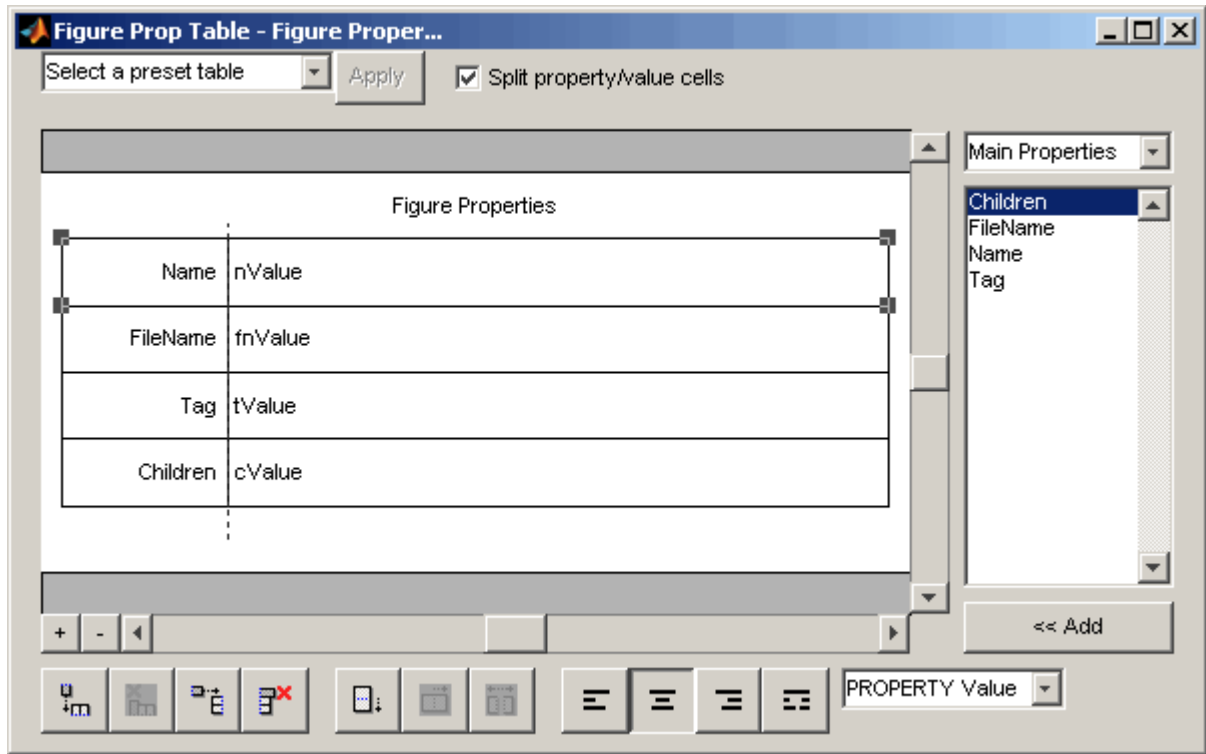 Figure Prop Table - Figure Proper...
Select a preset table
Apply
Split property/value cells
Main Properties
Figure Properties
Name nValue
FileName fnValue
Tag tValue
Children cValue
Children
FileName
Name
Tag
+ -
<< Add
PROPERTY Value